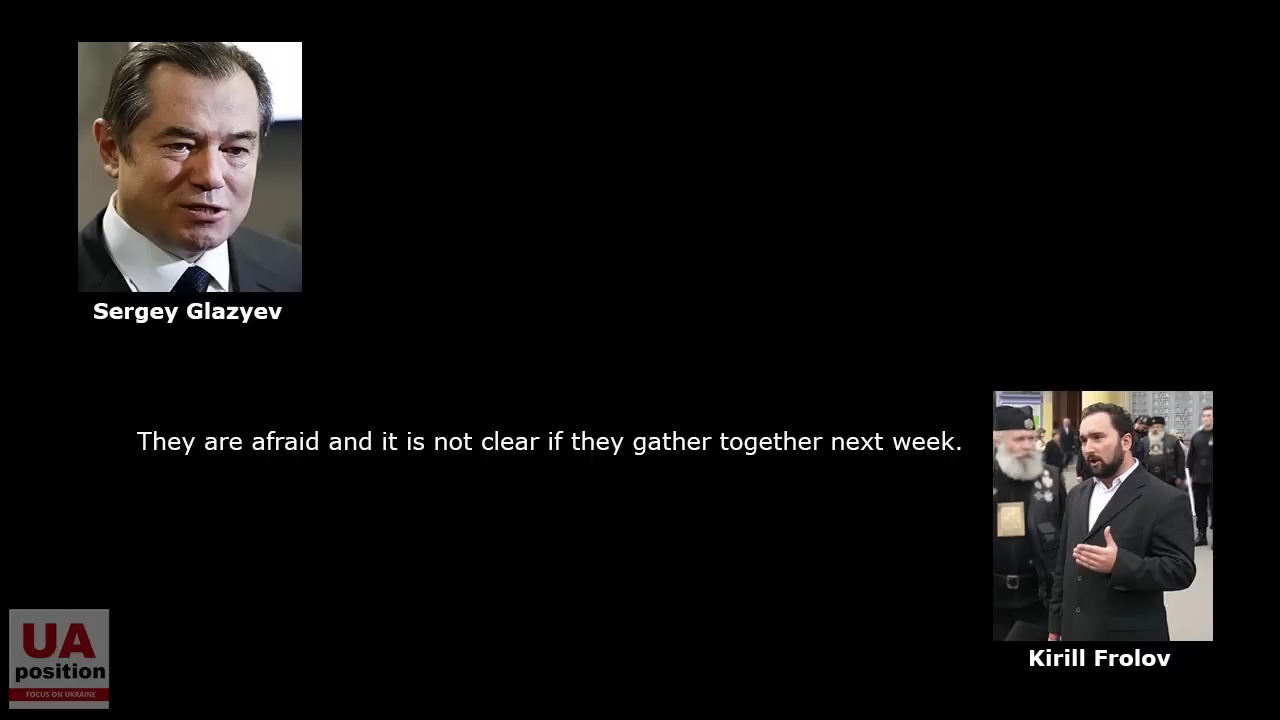 Sergey Glazyev
They are afraid and it is not clear if they gather together next week.
Kirill Frolov
UA
position
FOCUS ON UKRAINE